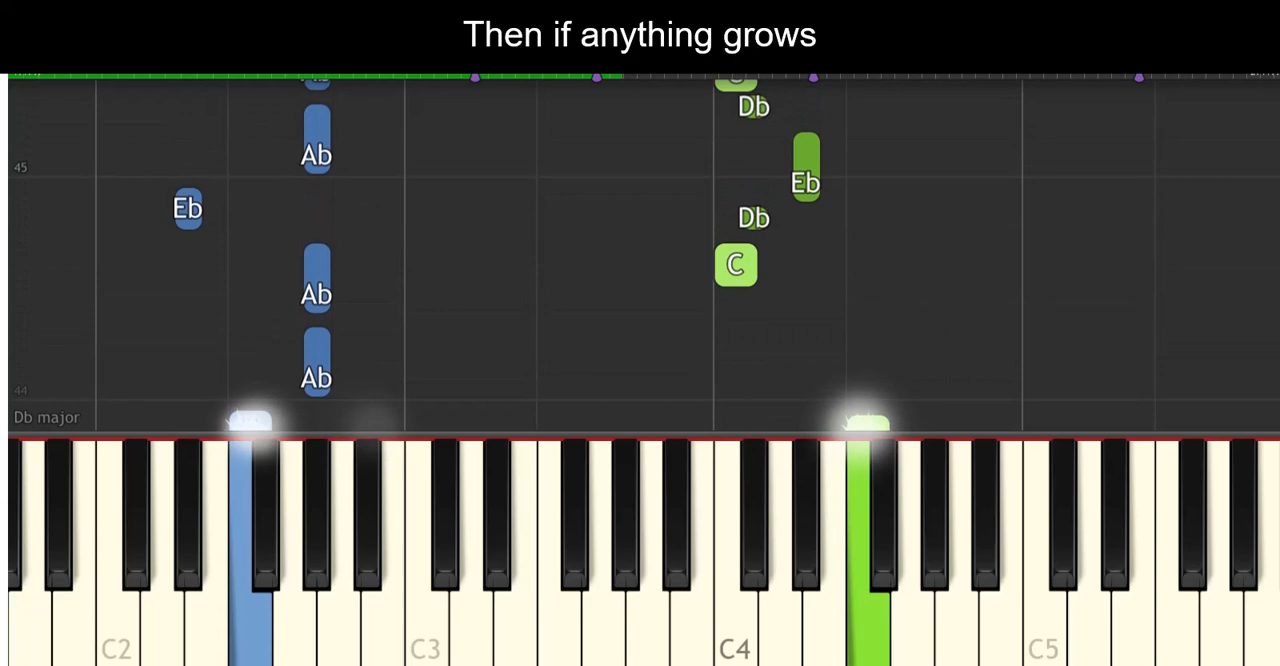 Then if anything grows
C
Db
Ab
45
Eb
Eb
Db
C
Ab
Ab
44
Db major
C2
C3
C4
C5